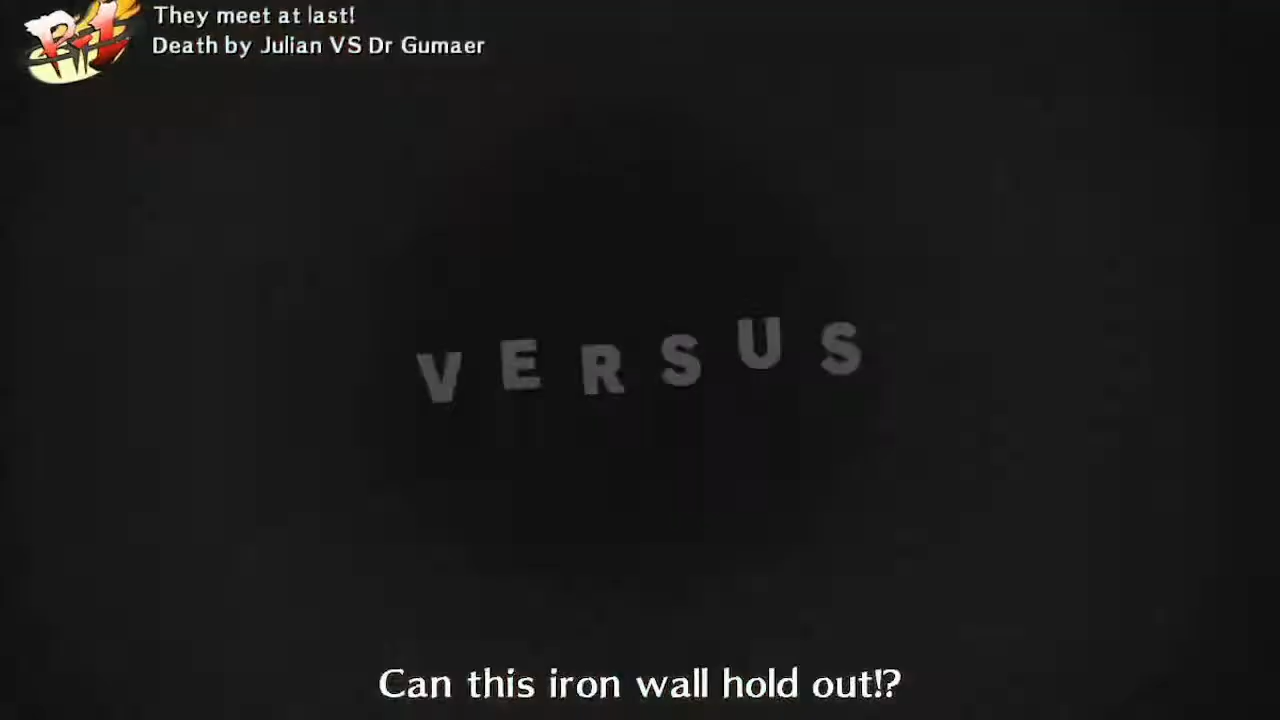 They meet at last!
Death by Julian VS Dr Gumaer
VERSUS
Can this iron wall hold out!?